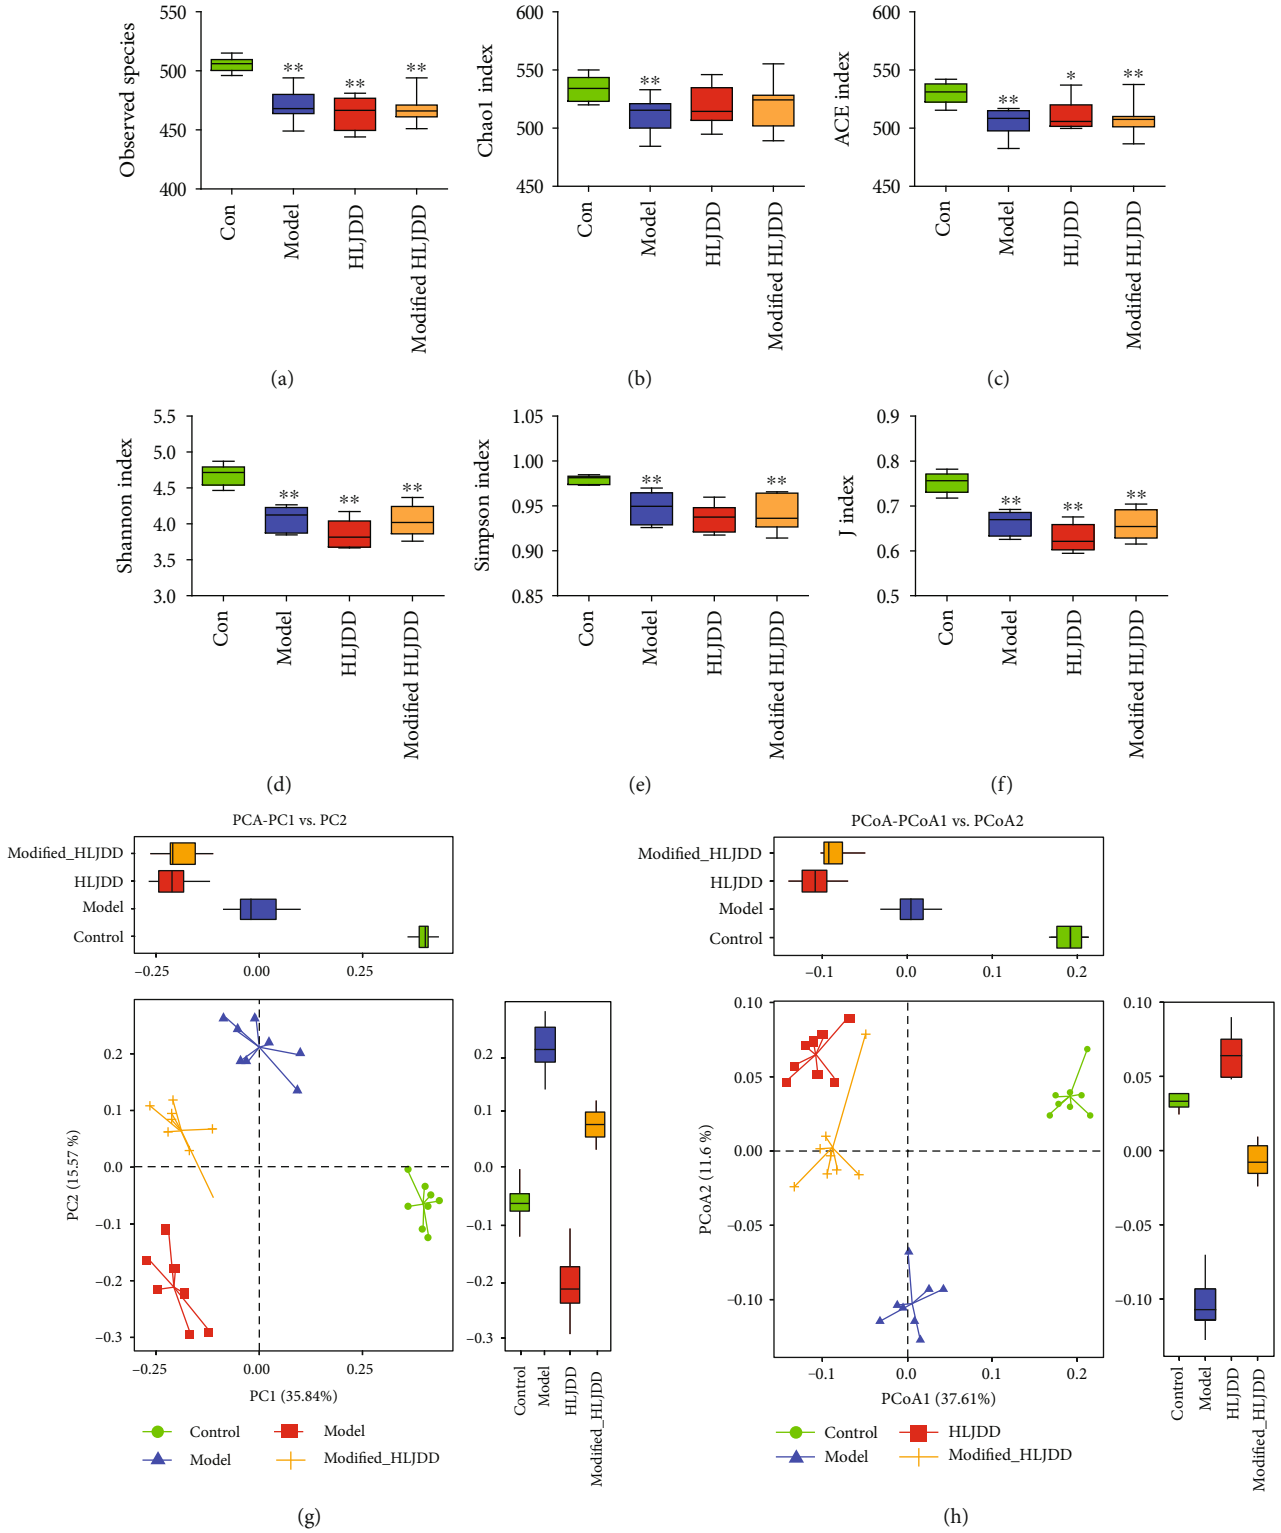 550
500
450
400
Observed species
**
**
**
Con
Model
HLJDD
Modified HLJDD
(a)
600
550
500
450
Chao1 index
**
Con
Model
HLJDD
Modified HLJDD
(b)
600
550
500
450
ACE index
**
*
**
Con
Model
HLJDD
Modified HLJDD
(c)
5.5
5.0
4.5
4.0
3.5
3.0
Shannon index
**
**
**
Con
Model
HLJDD
Modified HLJDD
(d)
1.05
1.00
0.95
0.90
0.85
Simpson index
**
**
Con
Model
HLJDD
Modified HLJDD
(e)
0.9
0.8
0.7
0.6
0.5
J index
**
**
**
Con
Model
HLJDD
Modified HLJDD
(f)
PCA-PC1 vs. PC2
Modified_HLJDD
HLJDD
Model
Control
−0.25
0.00
0.25
0.2
0.1
0.0
−0.1
−0.2
−0.3
PC2 (15.57 %)
−0.25
0.00
0.25
PC1 (35.84%)
0.2
0.1
0.0
−0.1
−0.2
−0.3
Control
Model
HLJDD
Modified_HLJDD
Control
Model
Model
Modified_HLJDD
(g)
PCoA-PCoA1 vs. PCoA2
Modified_HLJDD
HLJDD
Model
Control
−0.1
0.0
0.1
0.2
0.10
0.05
0.00
−0.05
−0.10
PCoA2 (11.6 %)
−0.1
0.0
0.1
0.2
PCoA1 (37.61%)
0.10
0.05
0.00
−0.05
−0.10
Control
Model
HLJDD
Modified_HLJDD
Control
HLJDD
Model
Modified_HLJDD
(h)